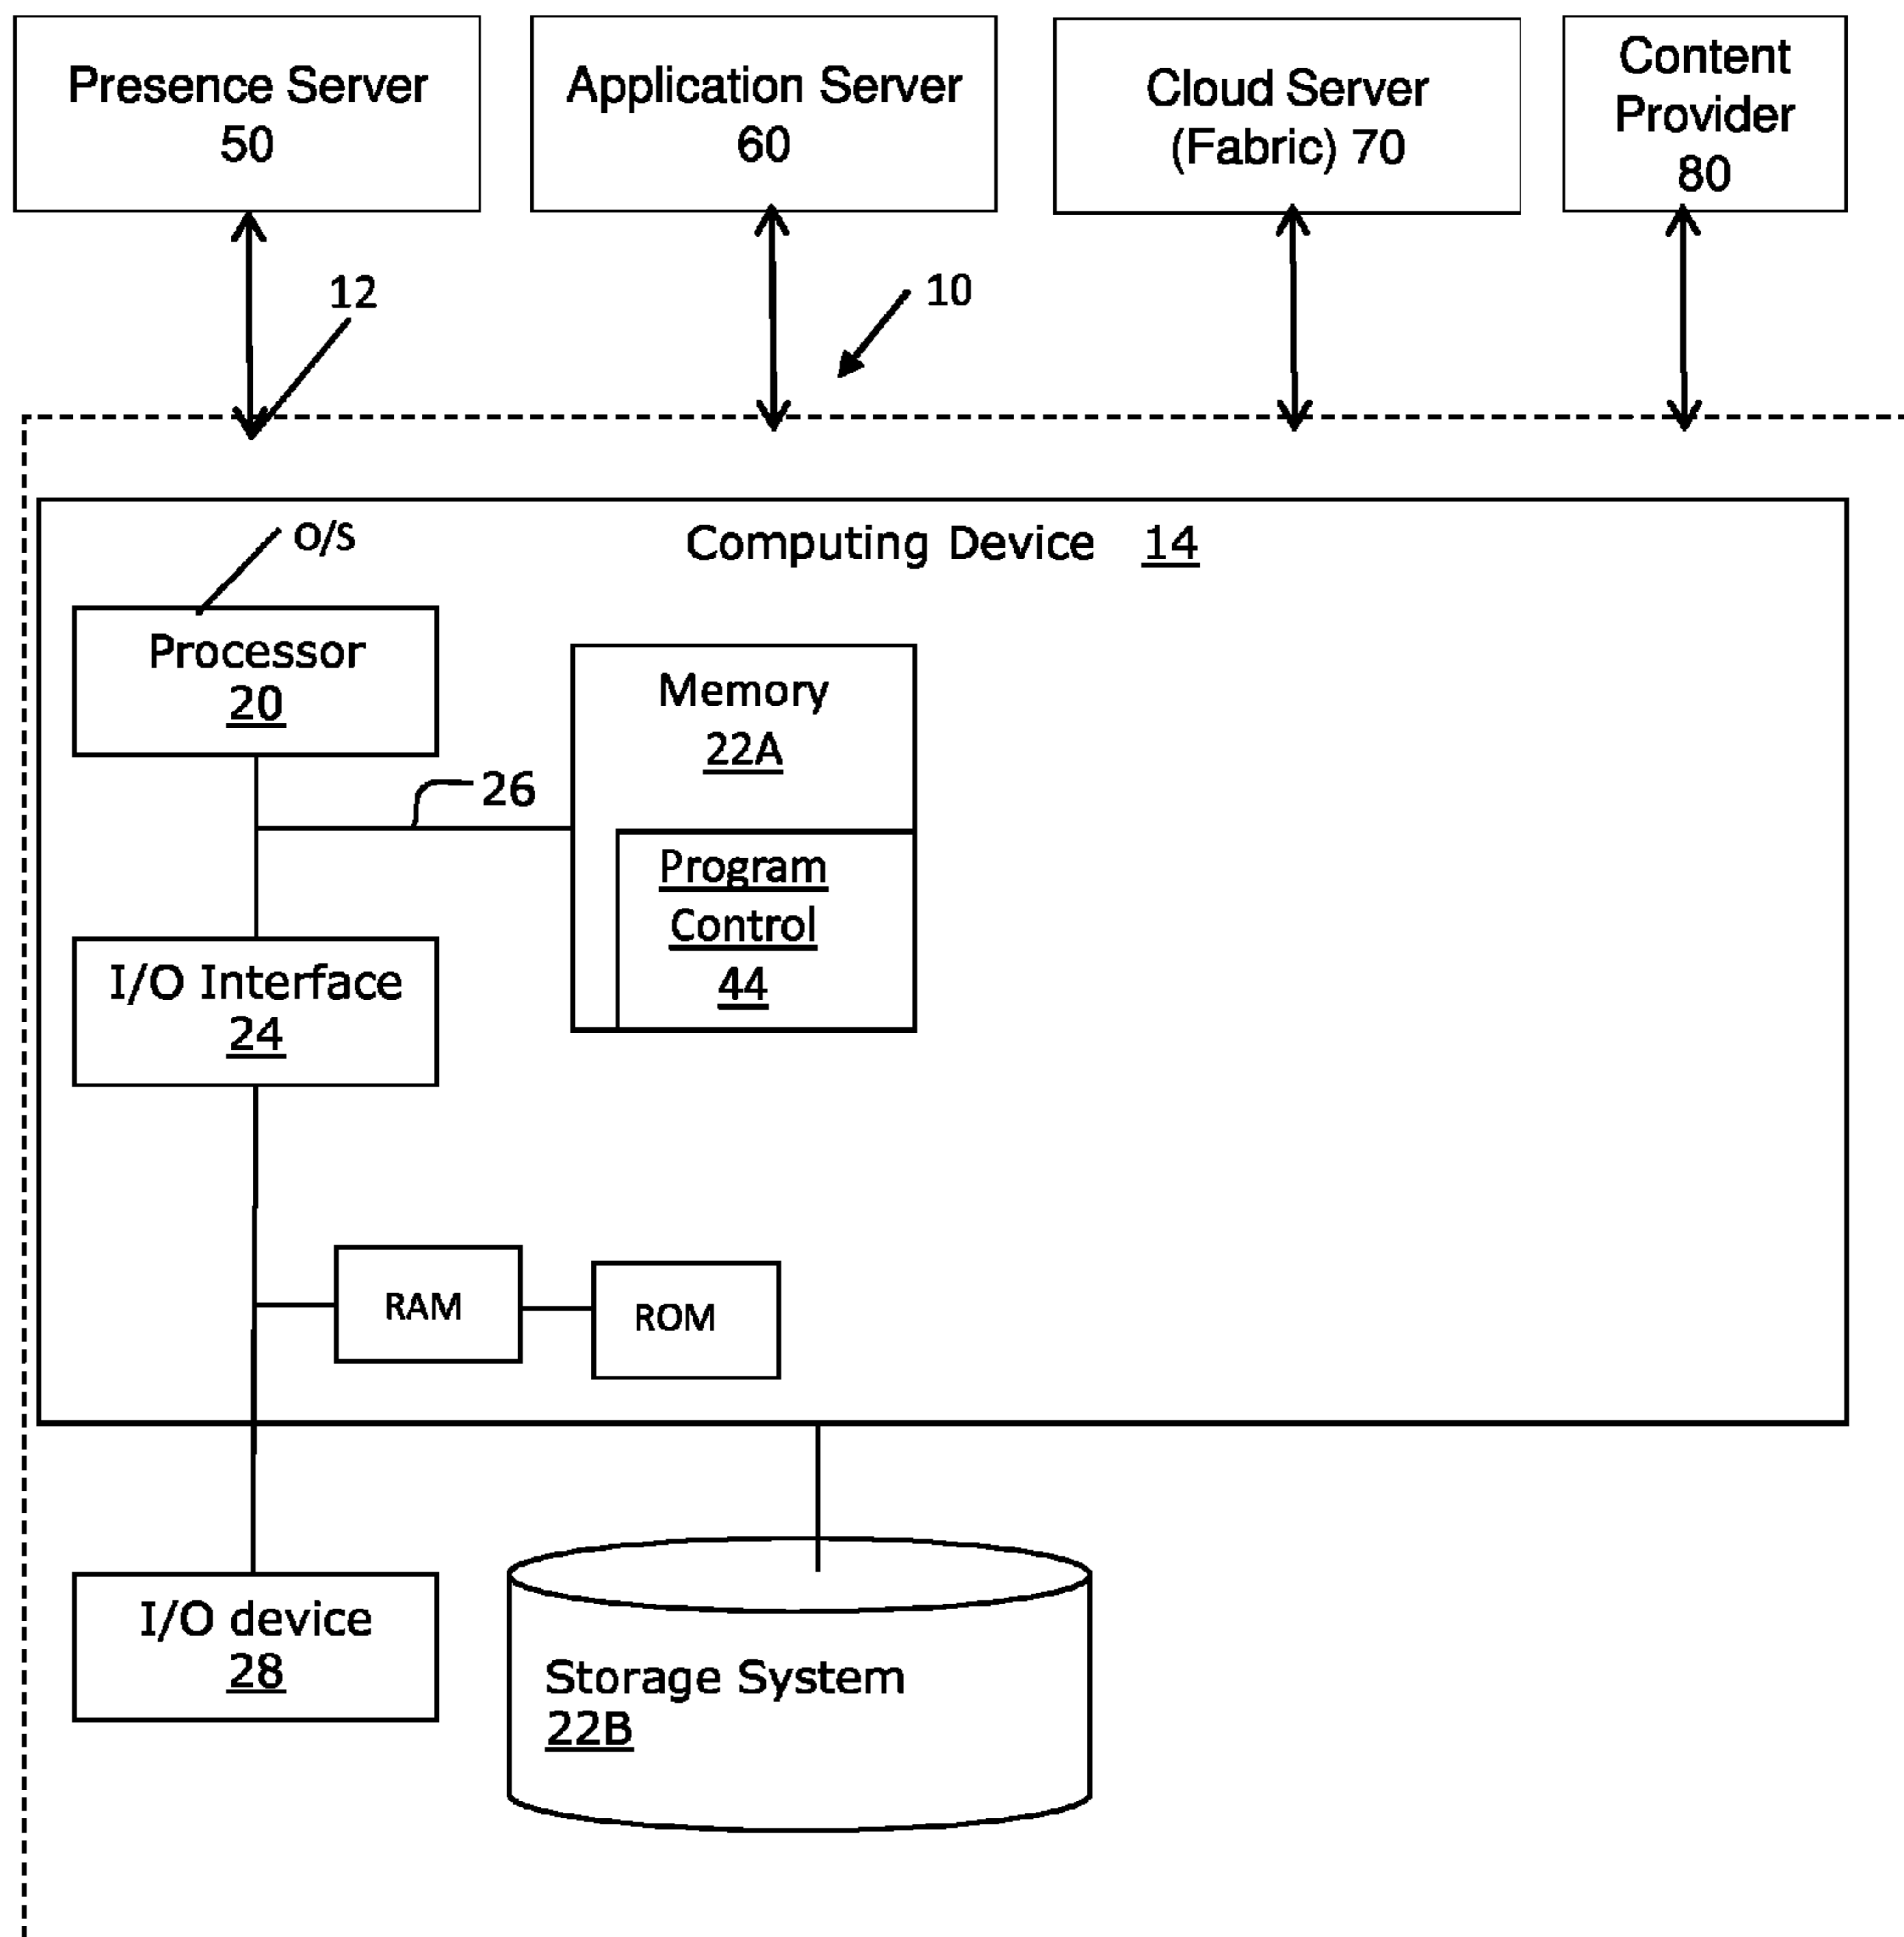 Presence Server
50
Application Server
60
Cloud Server
(Fabric) 70
Content
Provider
80
12
10
O/S
Computing Device 14
Processor
20
Memory
22A
26
Program
Control
44
I/O Interface
24
RAM
ROM
I/O device
28
Storage System
22B